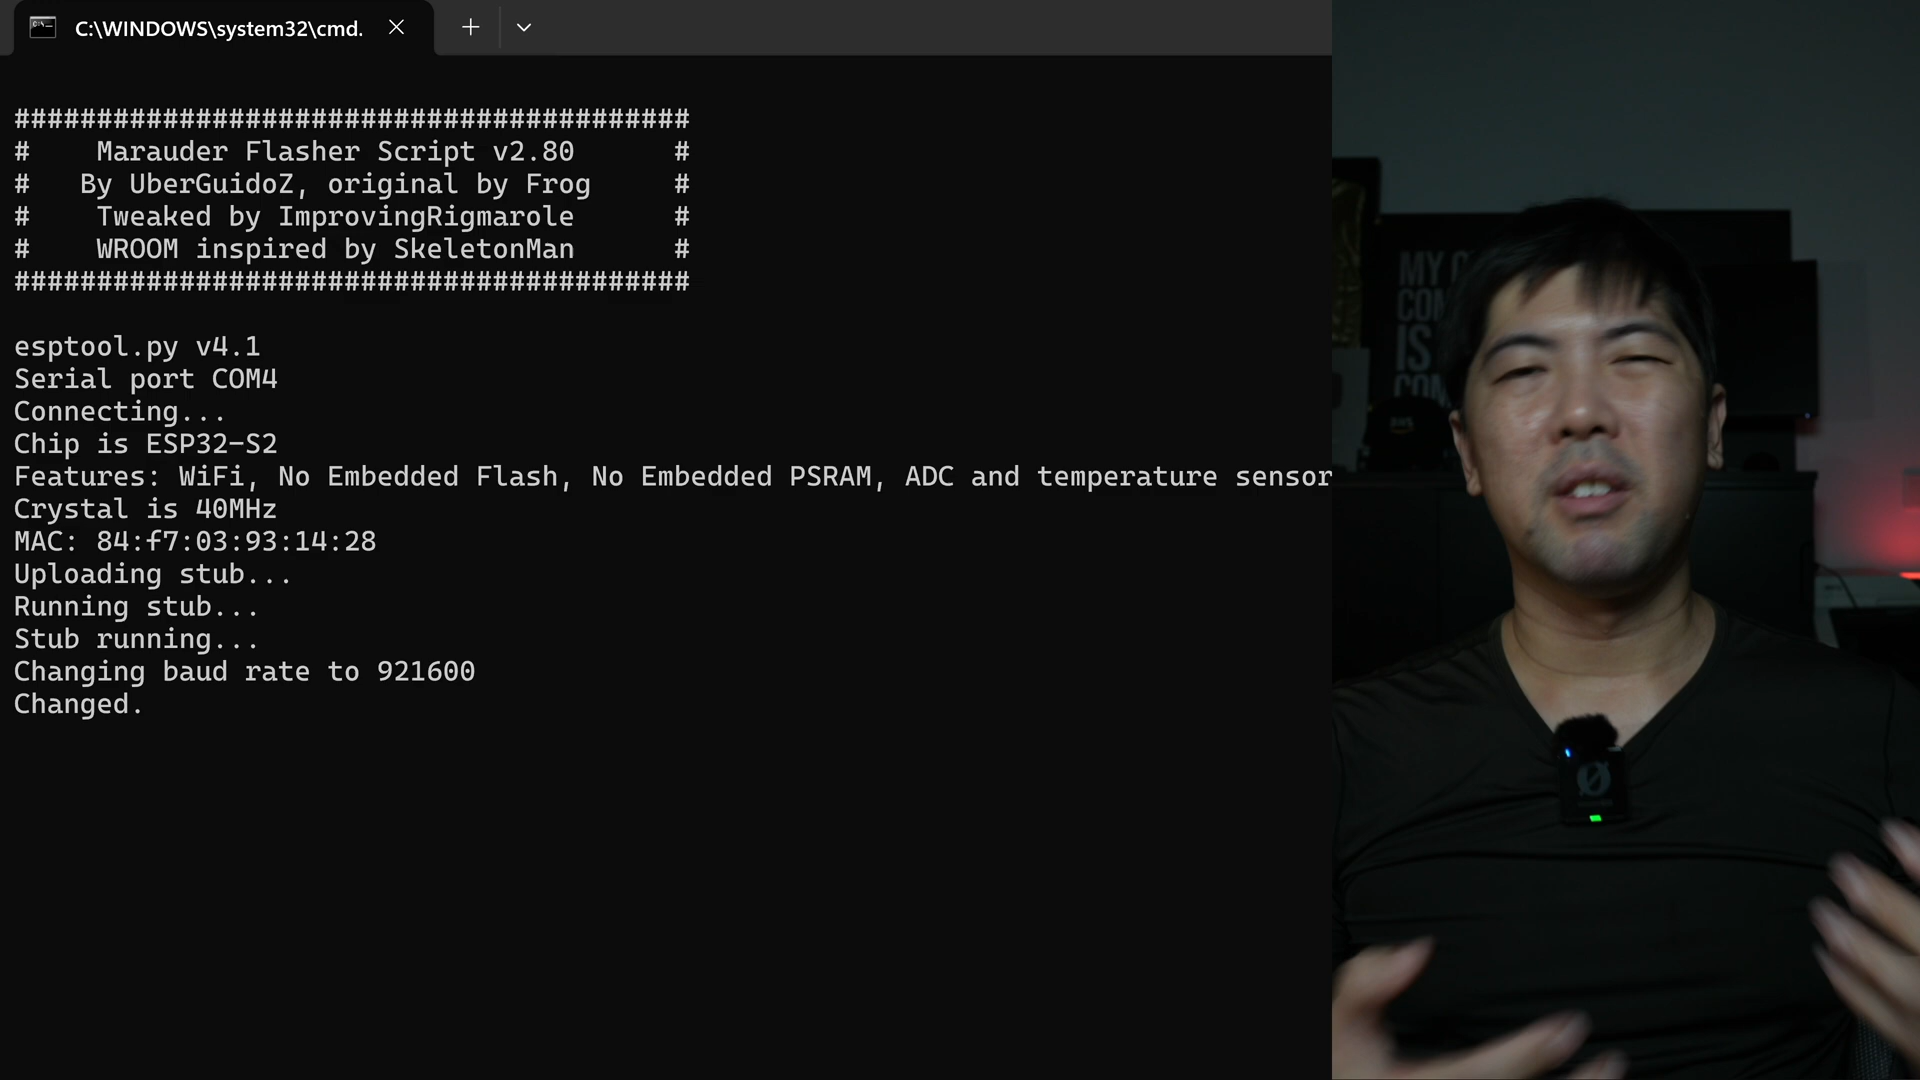 C:\WINDOWS\system32\cmd.
########################################
#    Marauder Flasher Script v2.80      #
#   By UberGuidoZ, original by Frog     #
#    Tweaked by ImprovingRigmarole      #
#    WROOM inspired by SkeletonMan      #
########################################
esptool.py v4.1
Serial port COM4
Connecting...
Chip is ESP32-S2
Features: WiFi, No Embedded Flash, No Embedded PSRAM, ADC and temperature sensor
Crystal is 40MHz
MAC: 84:f7:03:93:14:28
Uploading stub...
Running stub...
Stub running...
Changing baud rate to 921600
Changed.
MY
IS
aws